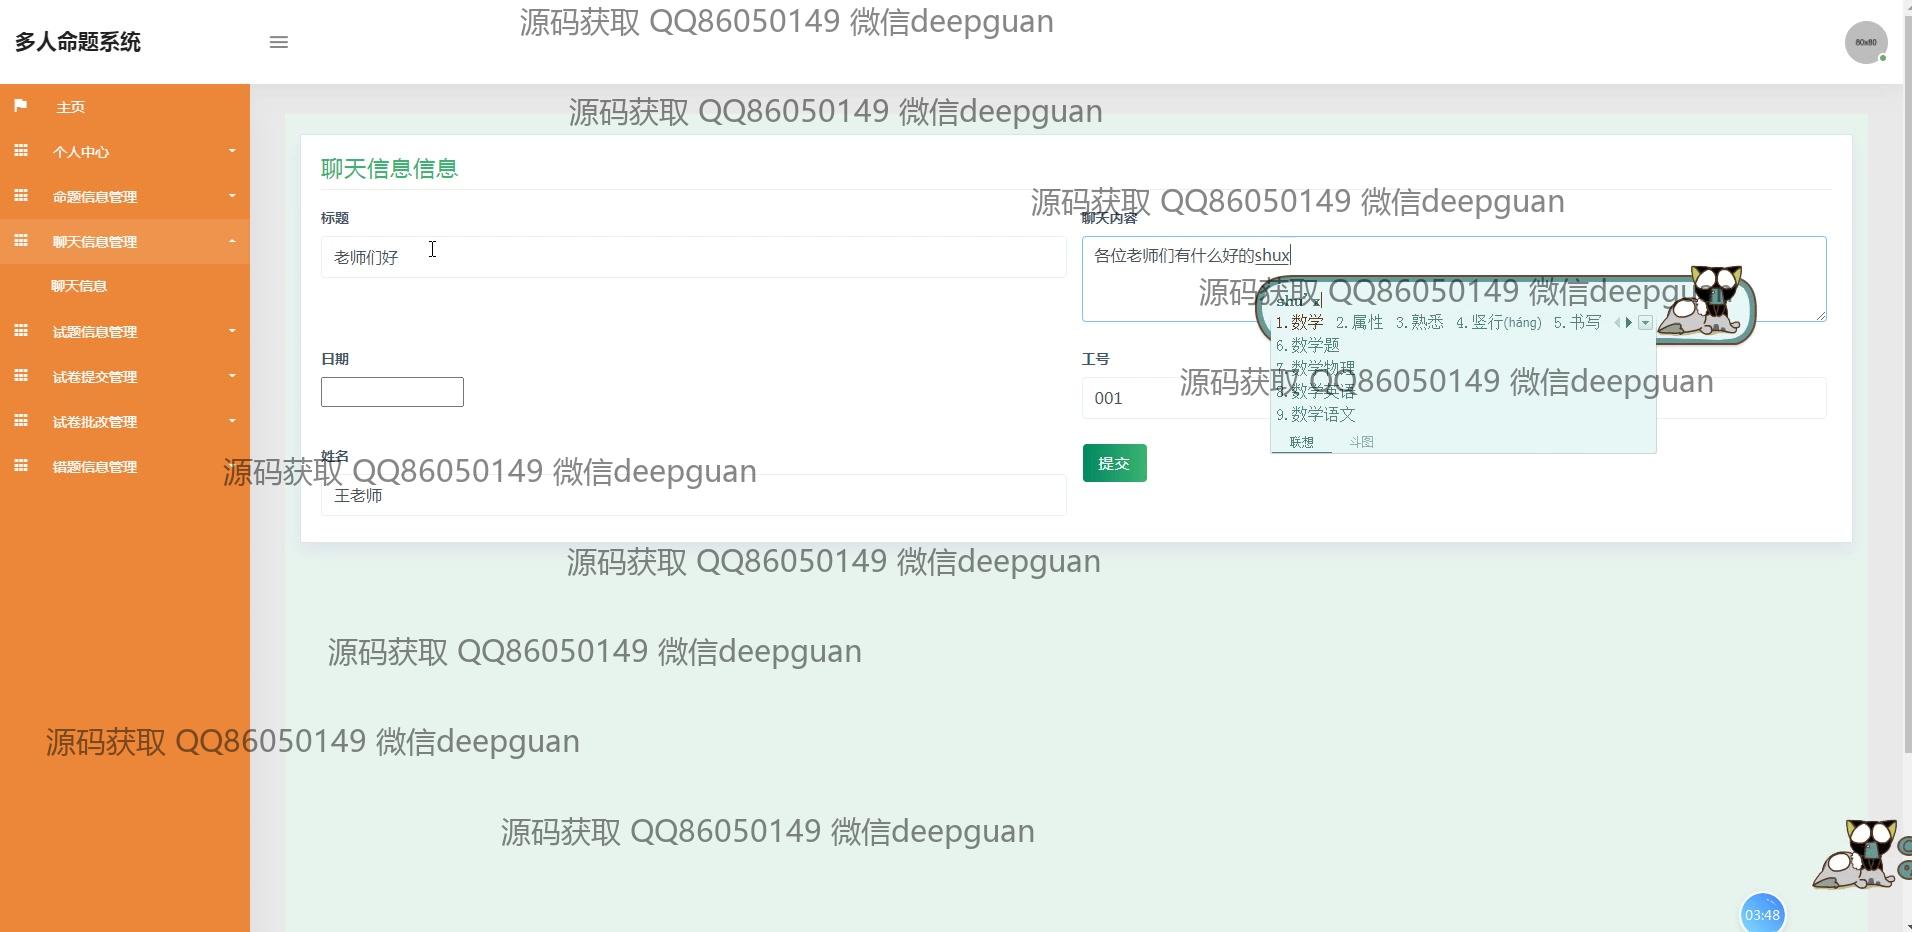 源码获取 QQ86050149 微信deepguan
多人命题系统
60x60
主页
源码获取 QQ86050149 微信deepguan
个人中心
聊天信息信息
命题信息管理
源码获取 QQ86050149 微信deepguan
标题
聊天内容
聊天信息管理
老师们好
各位老师们有什么好的shux
聊天信息
源码获取 QQ86050149 微信deepgu
shu'x
1.数学 2.属性 3.熟悉 4.竖行(háng) 5.书写
6.数学题
7.数学物理
8.数学英语
9.数学语文
联想 斗图
试题信息管理
日期
工号
试卷提交管理
源码获取 QQ86050149 微信deepguan
001
试卷批改管理
姓名
提交
错题信息管理
源码获取 QQ86050149 微信deepguan
王老师
源码获取 QQ86050149 微信deepguan
源码获取 QQ86050149 微信deepguan
源码获取 QQ86050149 微信deepguan
源码获取 QQ86050149 微信deepguan
03:48